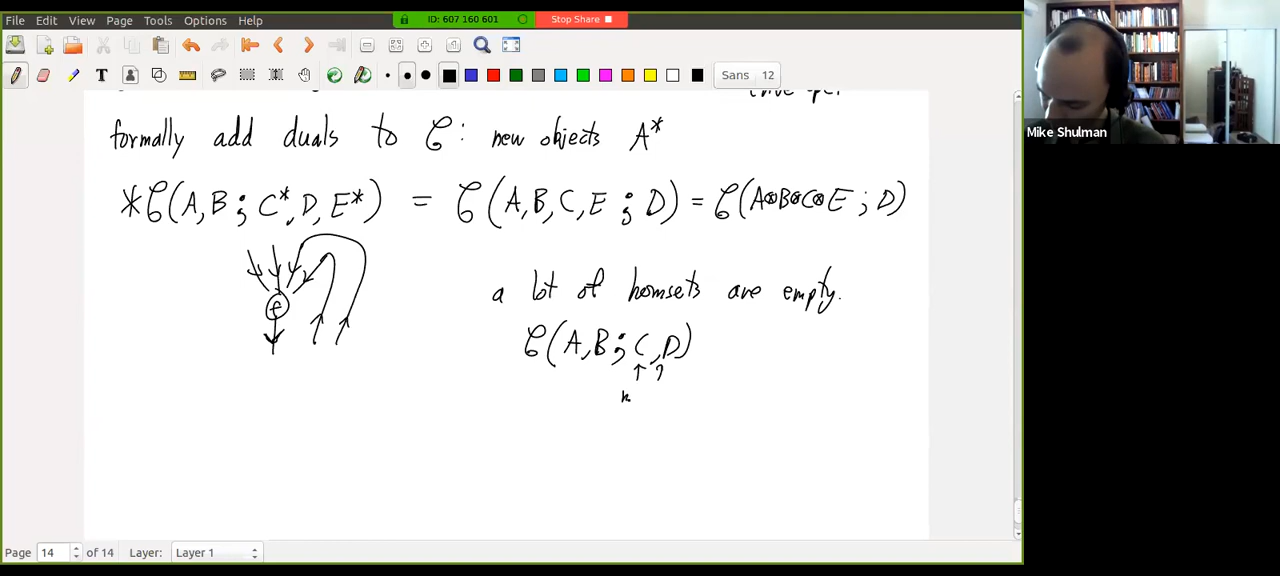 File Edit View Page Tools Options Help
ID: 607 160 601 Stop Share
Sans 12
formally add duals to C : new objects A*
*C(A,B ; C*, D, E*) = C(A,B,C,E ; D) = C(A⊗B⊗C⊗E ; D)
f
a lot of homsets are empty.
C(A,B ; C,D)
Page 14 of 14 Layer: Layer 1
Mike Shulman